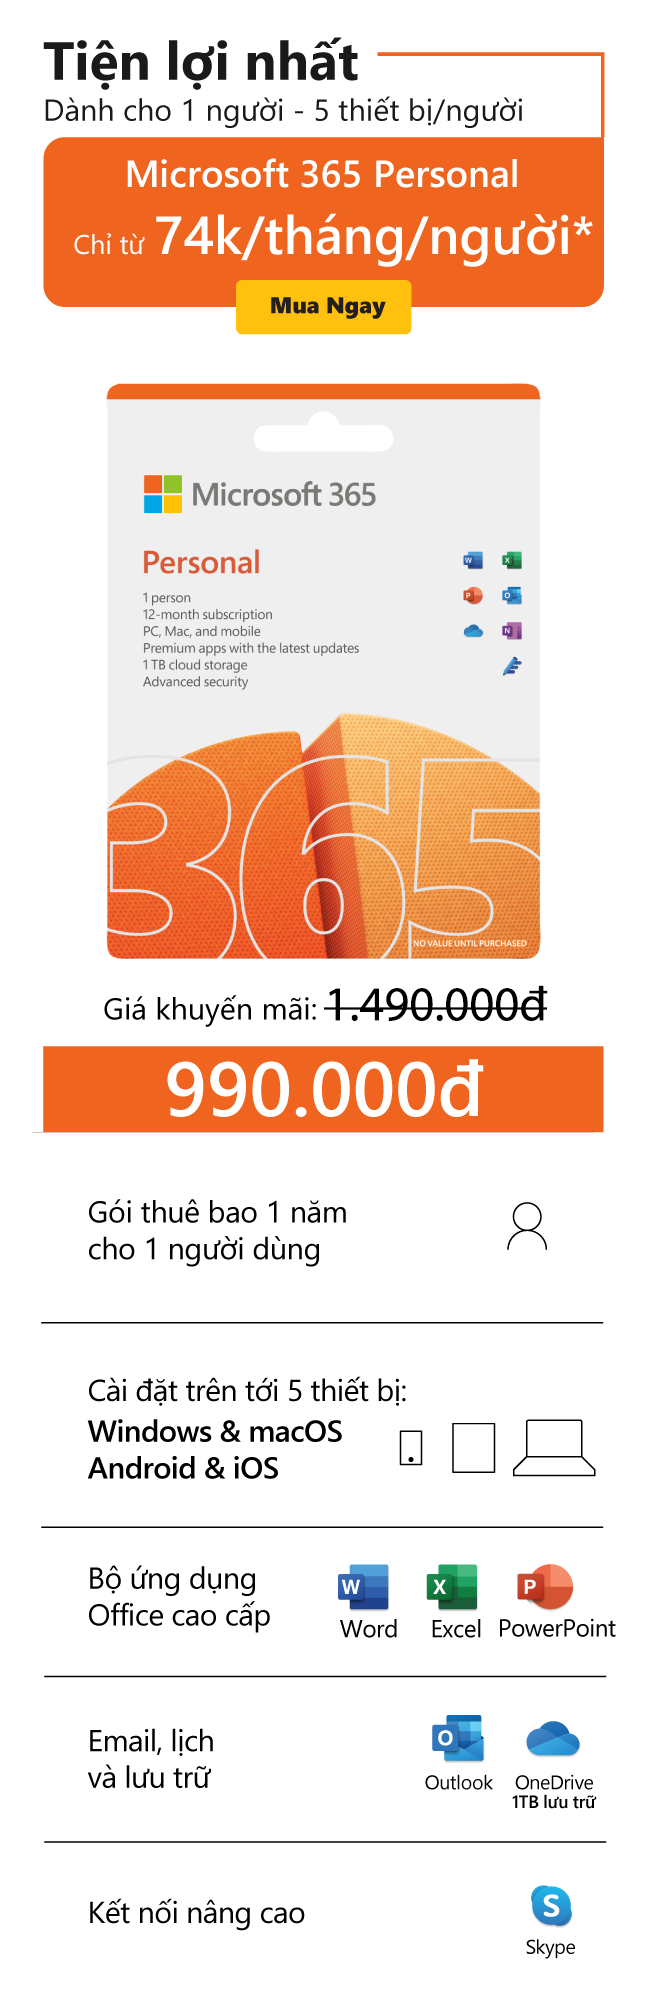 Tiện lợi nhất
Dành cho 1 người - 5 thiết bị/người
Microsoft 365 Personal
Chỉ từ 74k/tháng/người*
Mua Ngay
Microsoft 365
Personal
1 person
12-month subscription
PC, Mac, and mobile
Premium apps with the latest updates
1 TB cloud storage
Advanced security
W X
P O
N
365
NO VALUE UNTIL PURCHASED
Giá khuyến mãi: 1.490.000đ
990.000đ
Gói thuê bao 1 năm
cho 1 người dùng
Cài đặt trên tới 5 thiết bị:
Windows & macOS
Android & iOS
Bộ ứng dụng
Office cao cấp
W X P
Word Excel PowerPoint
Email, lịch
và lưu trữ
O
Outlook OneDrive
1TB lưu trữ
Kết nối nâng cao
S
Skype